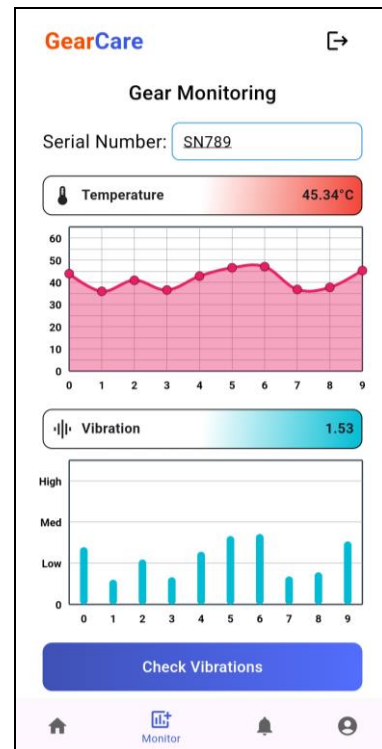 GearCare
Gear Monitoring
Serial Number: SN789
Temperature 45.34°C
60
50
40
30
20
10
0
0 1 2 3 4 5 6 7 8 9
Vibration 1.53
High
Med
Low
0
0 1 2 3 4 5 6 7 8 9
Check Vibrations
Monitor